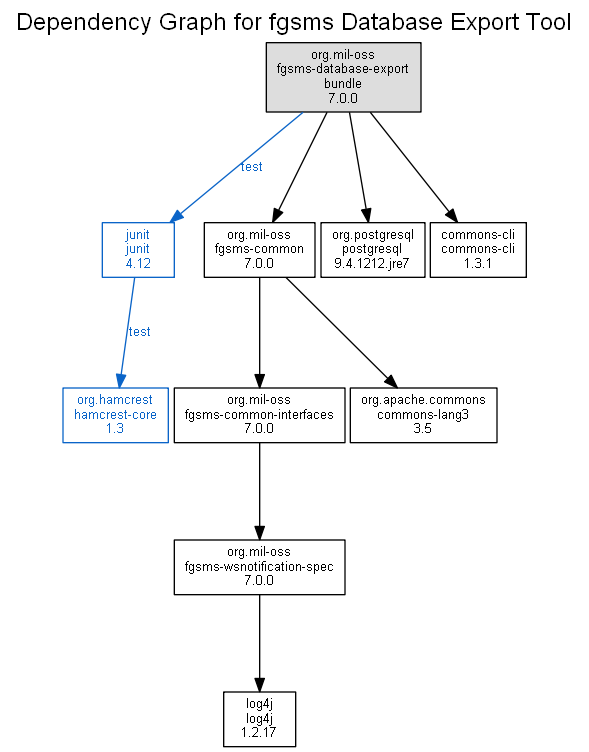 Dependency Graph for fgsms Database Export Tool
org.mil-oss
fgsms-database-export
bundle
7.0.0
test
junit
junit
4.12
org.mil-oss
fgsms-common
7.0.0
org.postgresql
postgresql
9.4.1212.jre7
commons-cli
commons-cli
1.3.1
test
org.hamcrest
hamcrest-core
1.3
org.mil-oss
fgsms-common-interfaces
7.0.0
org.apache.commons
commons-lang3
3.5
org.mil-oss
fgsms-wsnotification-spec
7.0.0
log4j
log4j
1.2.17